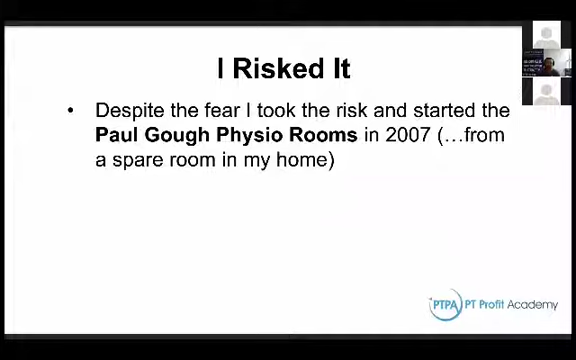 I Risked It
• Despite the fear I took the risk and started the
Paul Gough Physio Rooms in 2007 (…from
a spare room in my home)
PTPA PT Profit Academy